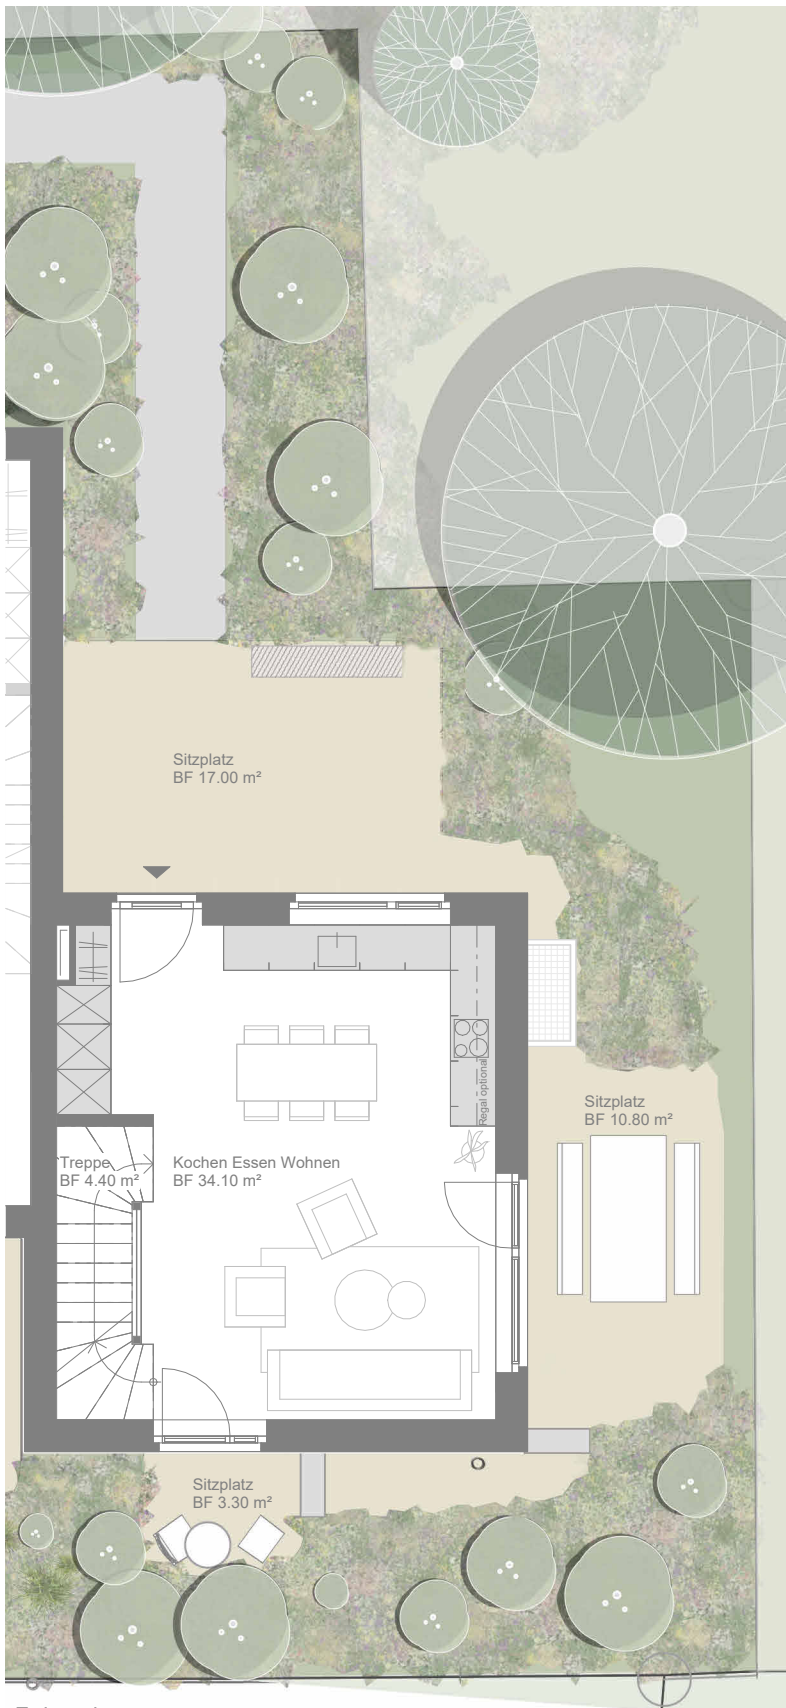 Sitzplatz
BF 17.00 m²
Regal optional
Sitzplatz
BF 10.80 m²
Treppe
BF 4.40 m²
Kochen Essen Wohnen
BF 34.10 m²
Sitzplatz
BF 3.30 m²